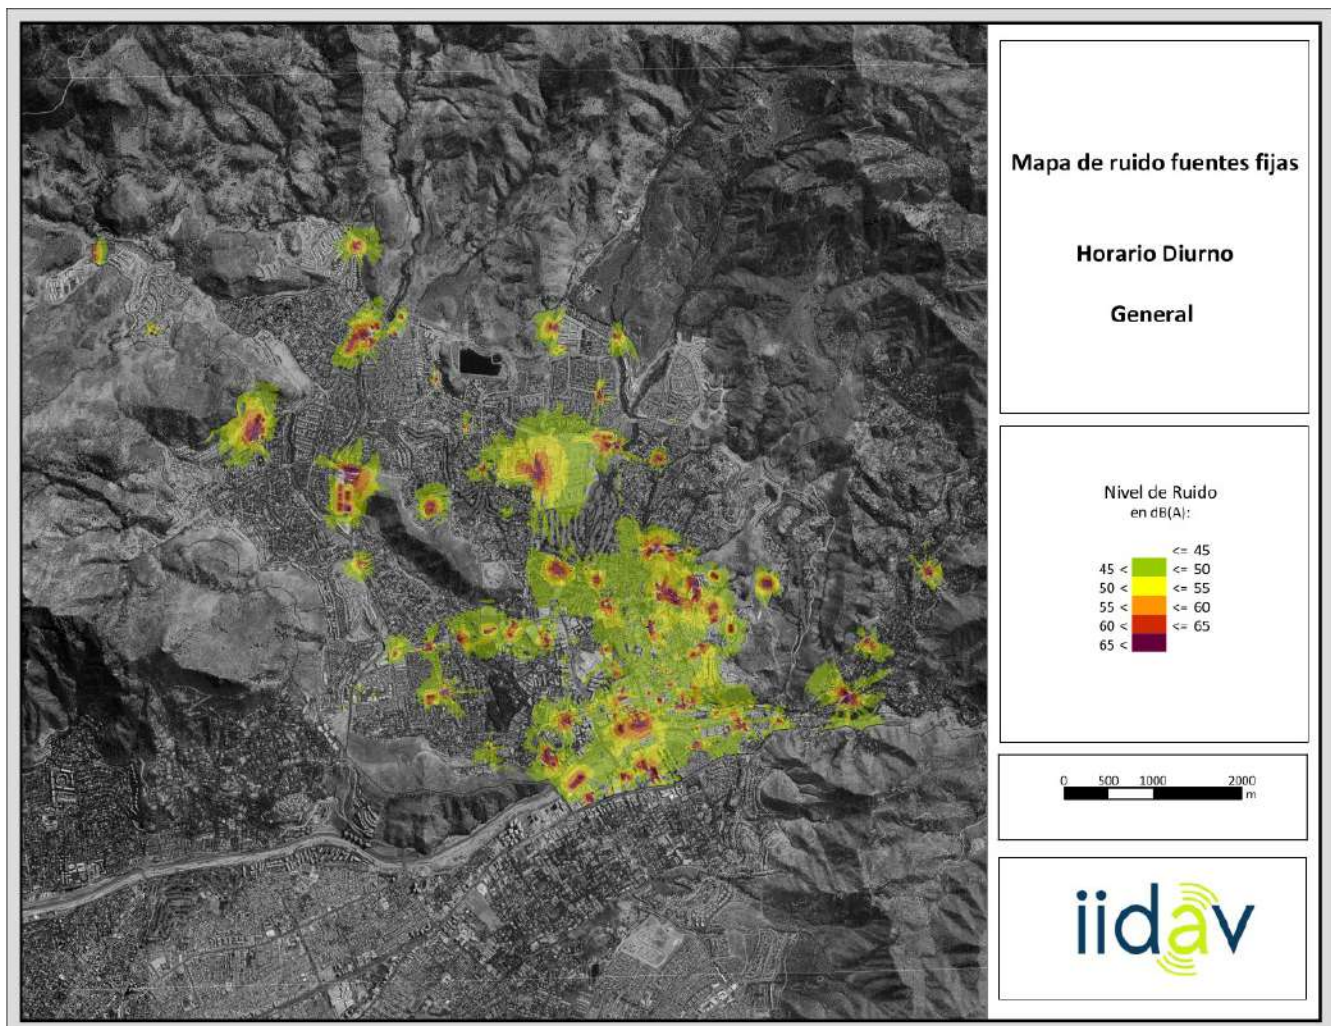 Mapa de ruido fuentes fijas
Horario Diurno
General
Nivel de Ruido
en dB(A):
<= 45
45 < <= 50
50 < <= 55
55 < <= 60
60 < <= 65
65 <
0 500 1000 2000
m
iidav